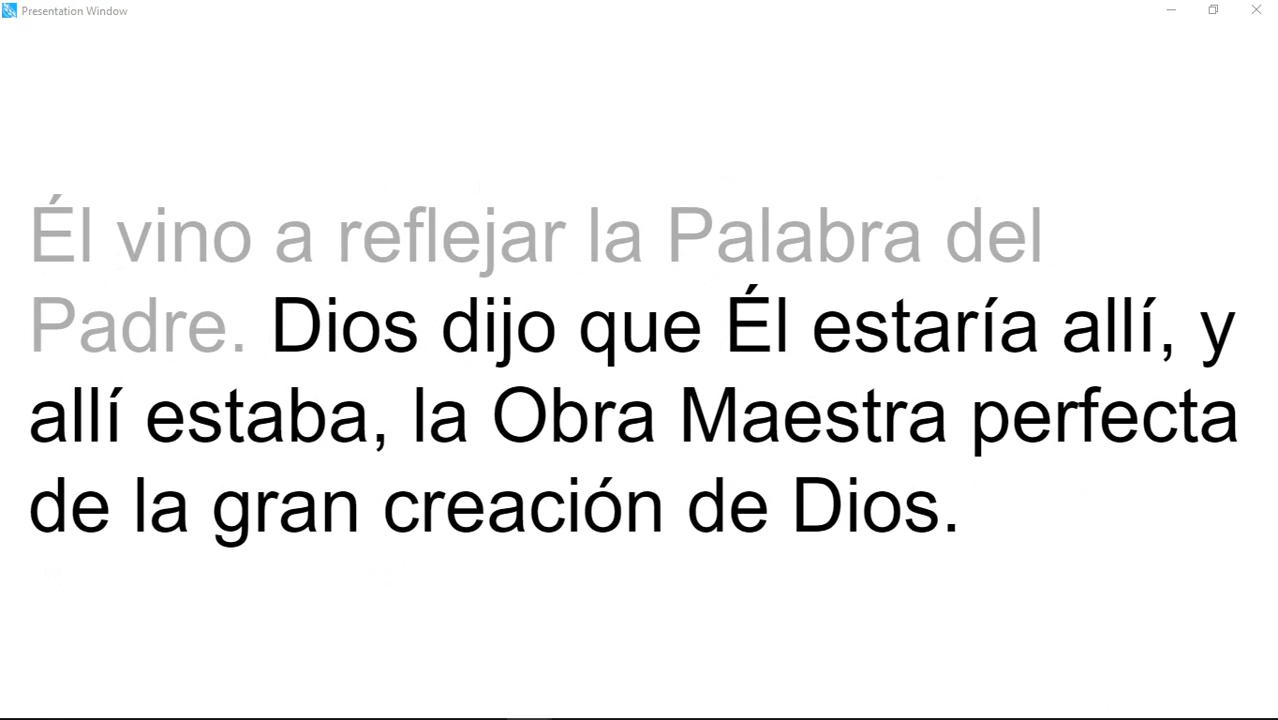 Presentation Window
Él vino a reflejar la Palabra del
Padre. Dios dijo que Él estaría allí, y
allí estaba, la Obra Maestra perfecta
de la gran creación de Dios.